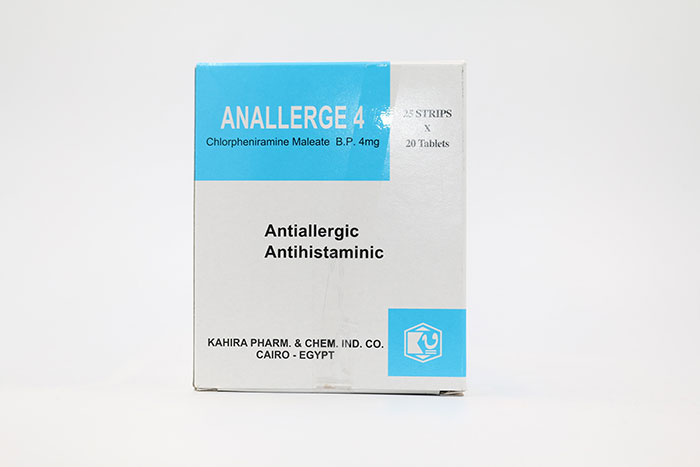 ANALLERGE 4
Chlorpheniramine Maleate B.P. 4mg
25 STRIPS
X
20 Tablets
Antiallergic
Antihistaminic
KAHIRA PHARM. & CHEM. IND. CO.
CAIRO - EGYPT